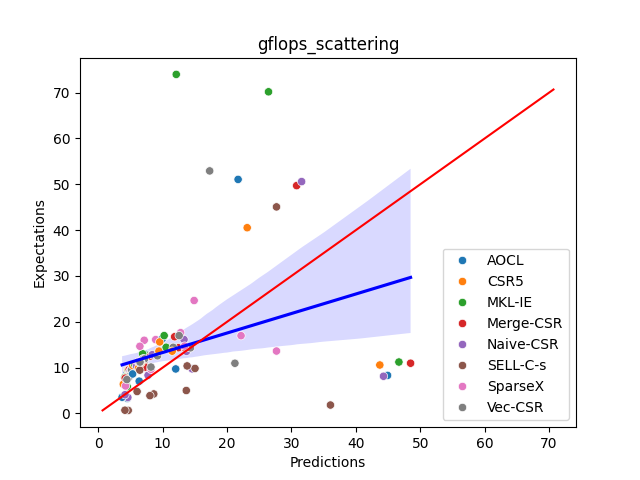 gflops_scattering
Expectations
70
60
50
40
30
20
10
0
0 10 20 30 40 50 60 70
Predictions
AOCL
CSR5
MKL-IE
Merge-CSR
Naive-CSR
SELL-C-s
SparseX
Vec-CSR